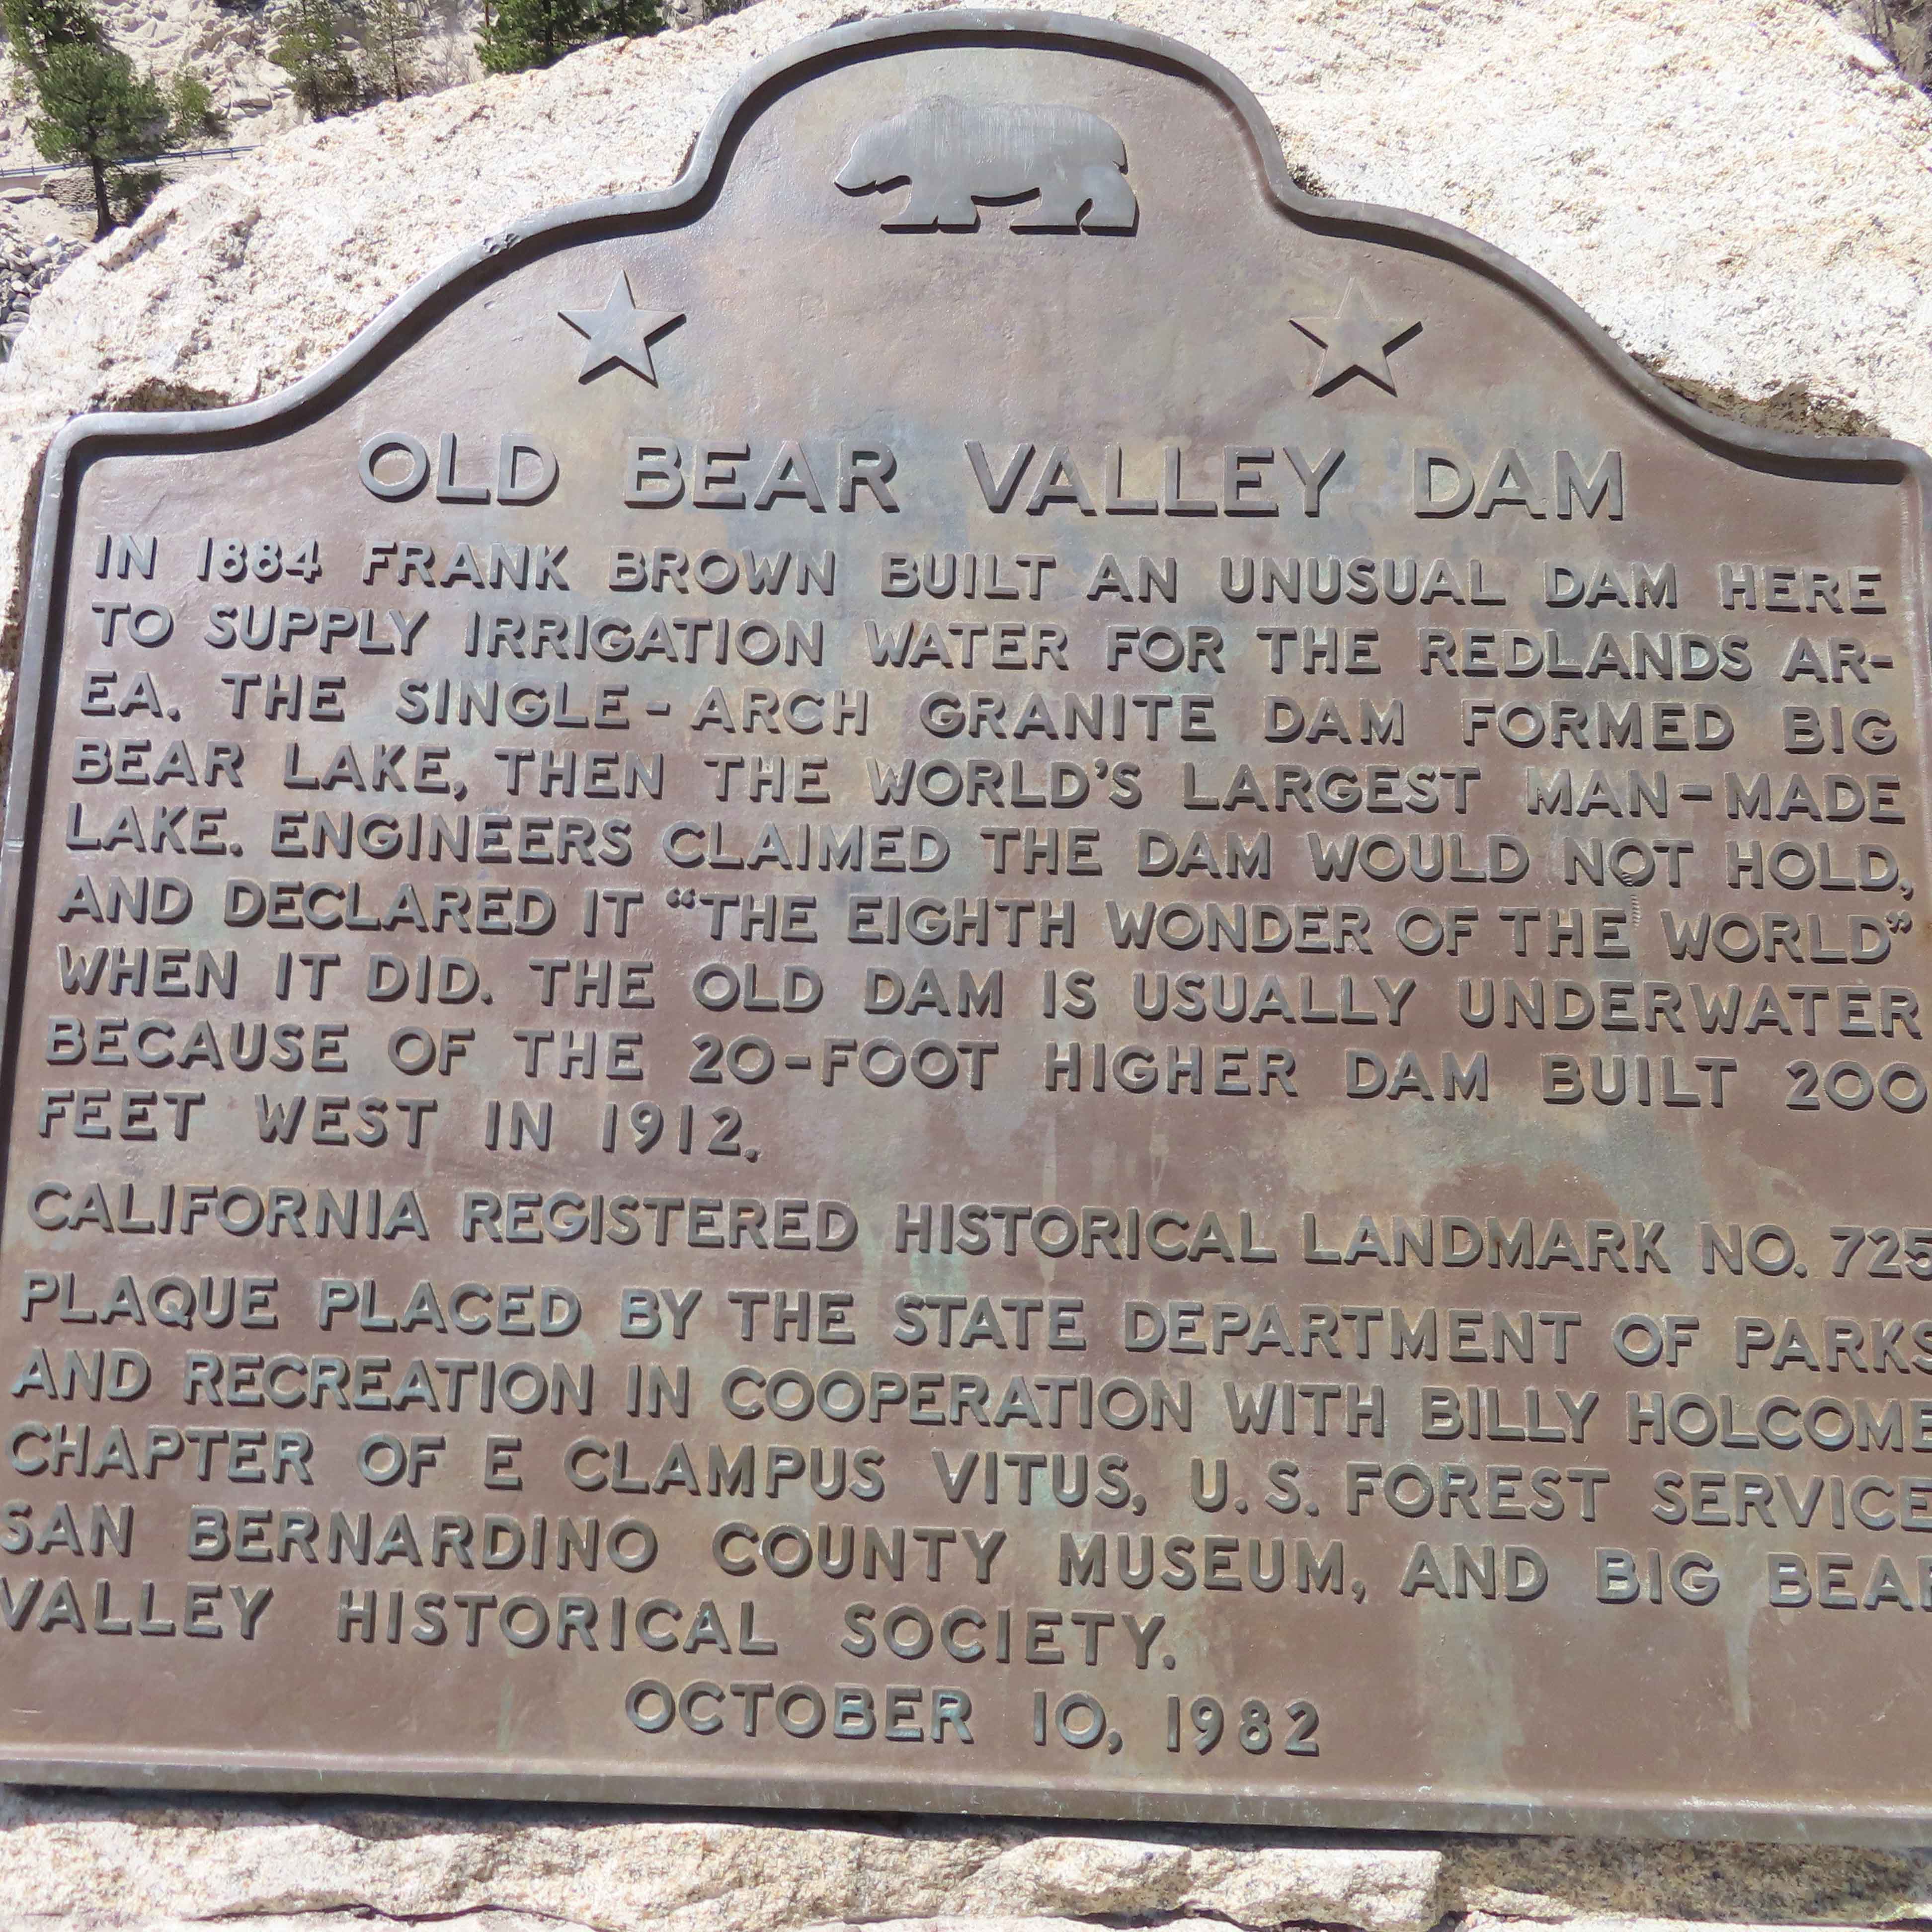 OLD BEAR VALLEY DAM
IN 1884 FRANK BROWN BUILT AN UNUSUAL DAM HERE
TO SUPPLY IRRIGATION WATER FOR THE REDLANDS AR-
EA. THE SINGLE-ARCH GRANITE DAM FORMED BIG
BEAR LAKE, THEN THE WORLD'S LARGEST MAN-MADE
LAKE. ENGINEERS CLAIMED THE DAM WOULD NOT HOLD,
AND DECLARED IT “THE EIGHTH WONDER OF THE WORLD”
WHEN IT DID. THE OLD DAM IS USUALLY UNDERWATER
BECAUSE OF THE 20-FOOT HIGHER DAM BUILT 200
FEET WEST IN 1912.
CALIFORNIA REGISTERED HISTORICAL LANDMARK NO. 725
PLAQUE PLACED BY THE STATE DEPARTMENT OF PARKS
AND RECREATION IN COOPERATION WITH BILLY HOLCOMB
CHAPTER OF E CLAMPUS VITUS, U.S. FOREST SERVICE
SAN BERNARDINO COUNTY MUSEUM, AND BIG BEAR
VALLEY HISTORICAL SOCIETY.
OCTOBER 10, 1982